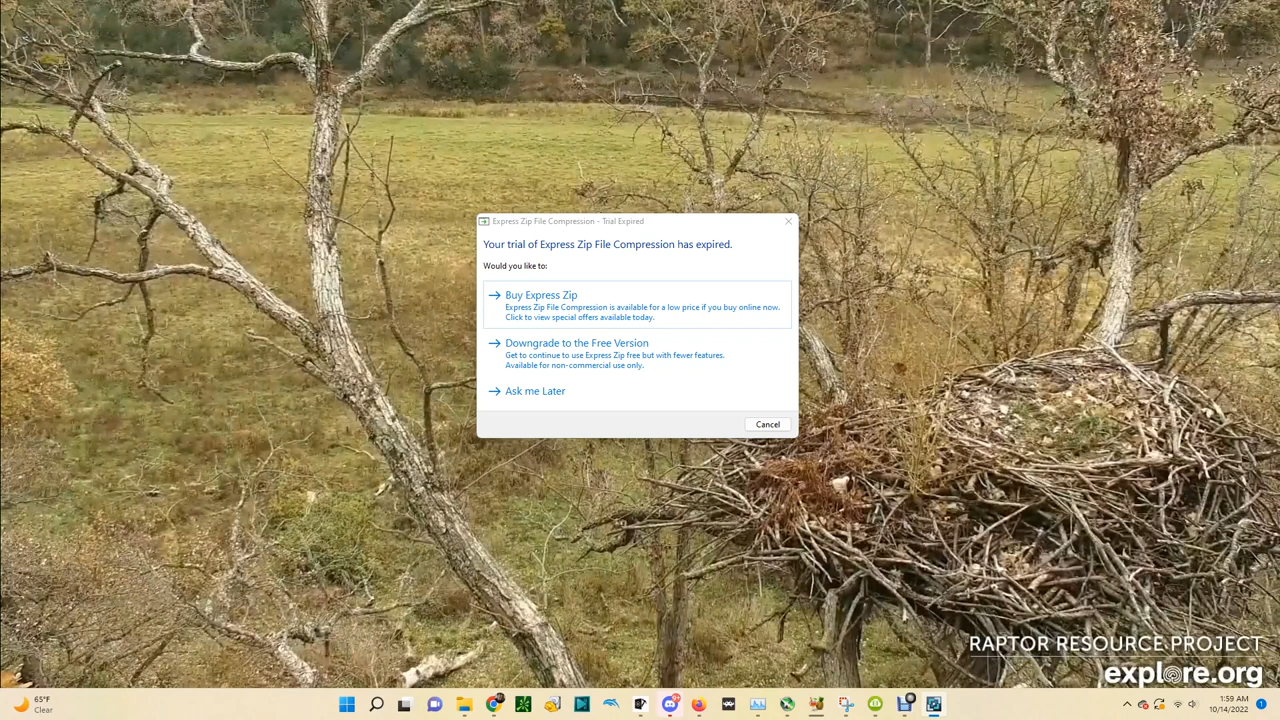 Express Zip File Compression - Trial Expired
Your trial of Express Zip File Compression has expired.
Would you like to:
Buy Express Zip
Express Zip File Compression is available for a low price if you buy online now.
Click to view special offers available today.
Downgrade to the Free Version
Get to continue to use Express Zip free but with fewer features.
Available for non-commercial use only.
Ask me Later
Cancel
RAPTOR RESOURCE PROJECT
explore.org
65°F
Clear
9+
1:59 AM
10/14/2022
1